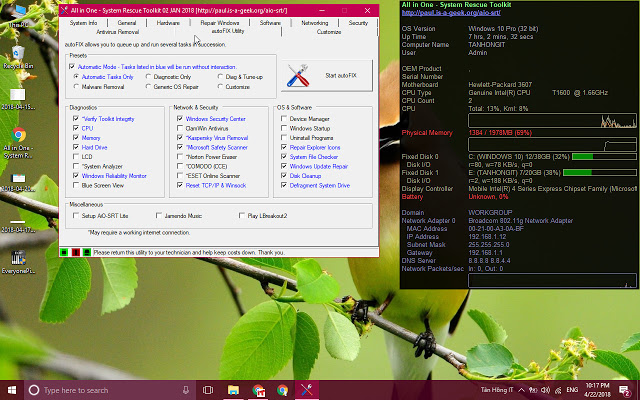 All in One - System Rescue Toolkit 02 JAN 2018 [http://paul.is-a-geek.org/aio-srt/]
System Info
General
Hardware
Repair Windows
Software
Networking
Security
Antivirus Removal
autoFIX Utility
Customize
autoFIX allows you to queue up and run several tasks in succession.
Presets
Automatic Mode - Tasks listed in blue will be run without interaction.
Automatic Tasks Only
Diagnostic Only
Diag & Tune-up
Malware Removal
Generic OS Repair
Customize
Start autoFIX
Diagnostics
*Verify Toolkit Integrity
CPU
Memory
Hard Drive
LCD
*System Analyzer
Windows Reliability Monitor
Blue Screen View
Network & Security
Windows Security Center
ClamWin Antivirus
*Kaspersky Virus Removal
*Microsoft Safety Scanner
*Norton Power Eraser
*COMODO (CCE)
*ESET Online Scanner
Reset TCP/IP & Winsock
OS & Software
Device Manager
Windows Startup
Uninstall Programs
Repair Explorer Icons
System File Checker
Windows Update Repair
Disk Cleanup
Defragment System Drive
Miscellaneous
Setup AiO-SRT Lite
Jamendo Music
Play LBreakout2
*May require a working internet connection.
Please return this utility to your technician and help keep costs down. Thank you.
All in One - System Rescue Toolkit
http://paul.is-a-geek.org/aio-srt/
OS Version Windows 10 Pro (32-bit)
Up Time 7 hrs, 2 mins, 32 secs
Computer Name TANHONGIT
User Admin
OEM Product ,
Serial Number
Motherboard Hewlett-Packard 3607
CPU Type Genuine Intel(R) CPU T1600 @ 1.66GHz
CPU Count 2
CPU Total: 13%, Krnl: 8%
Physical Memory 1384 / 1978MB (69%)
Fixed Disk 0 C: (WINDOWS 10) 12/38GB (32%)
Disk I/O r=80, w=78 KB/s, q=0
Fixed Disk 1 E: (TANHONGIT) 7/20GB (38%)
Disk I/O r=2, w=188 KB/s, q=0
Display Controller Mobile Intel(R) 4 Series Express Chipset Family (Microsoft
Battery Unknown, 0%
Domain WORKGROUP
Network Adapter 0 Broadcom 802.11g Network Adapter
MAC Address 00-21-00-A3-0A-BF
IP Address 192.168.1.12
Subnet Mask 255.255.255.0
Gateway 192.168.1.1
DNS Server 8.8.8.8 8.8.4.4
Network Packets/sec In: 0, Out: 0
Recycle Bin
2018-04-15...
All in One -
System R...
2018-04-20...
2018-04-17...
EveryonePi...
Type here to search
Tân Hồng IT
ENG
10:17 PM
4/22/2018
2